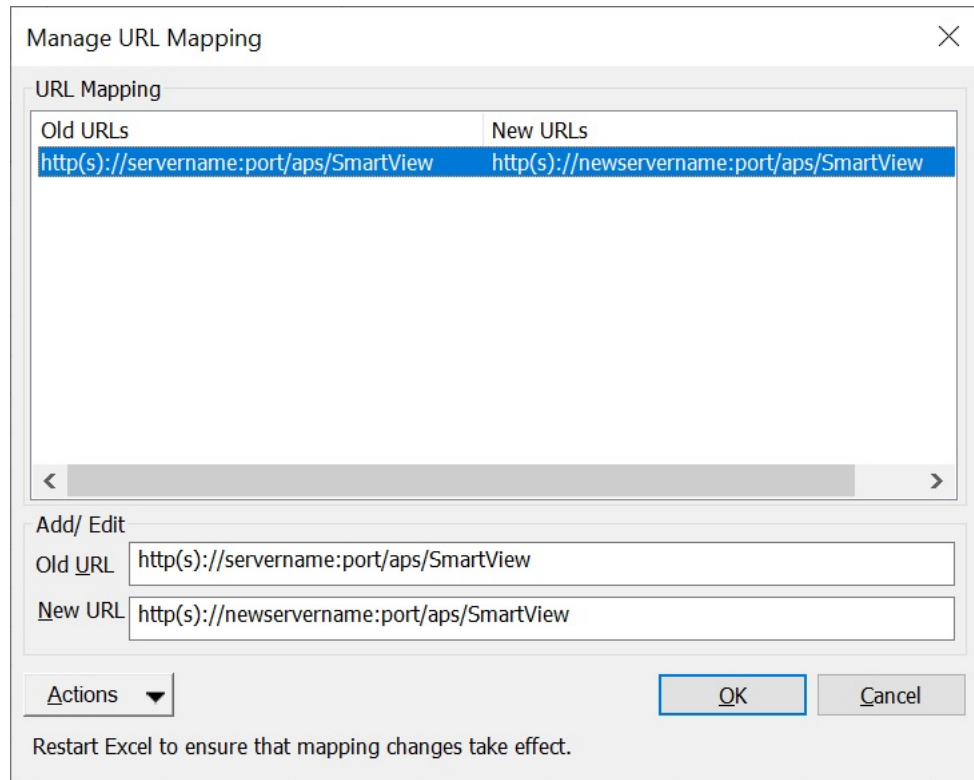 Manage URL Mapping
URL Mapping
Old URLs New URLs
http(s)://servername:port/aps/SmartView http(s)://newservername:port/aps/SmartView
Add/ Edit
Old URL http(s)://servername:port/aps/SmartView
New URL http(s)://newservername:port/aps/SmartView
Actions OK Cancel
Restart Excel to ensure that mapping changes take effect.